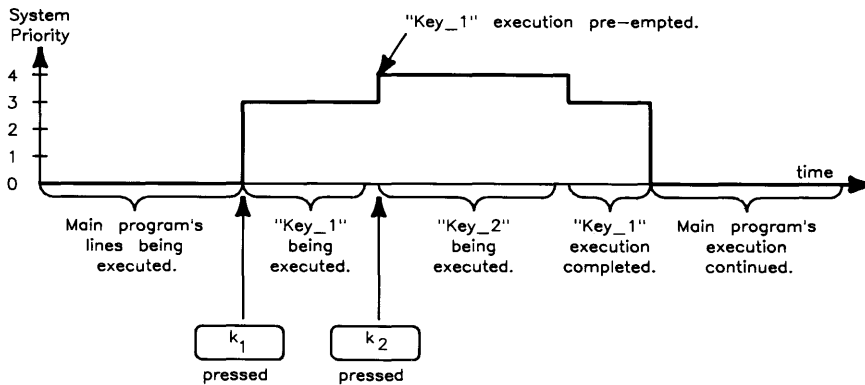 System
Priority
"Key_1" execution pre-empted.
4
3
2
1
0
time
Main program's
lines being
executed.
"Key_1"
being
executed.
"Key_2"
being
executed.
"Key_1"
execution
completed.
Main program's
execution
continued.
k1
pressed
k2
pressed